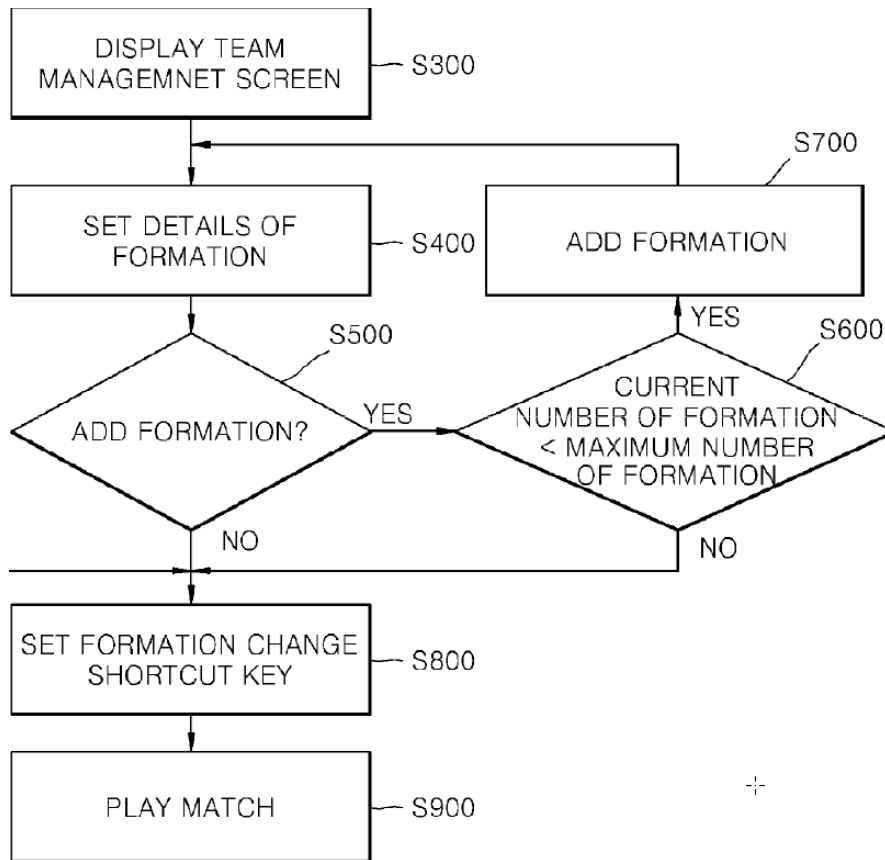 DISPLAY TEAM
MANAGEMNET SCREEN
S300
S700
SET DETAILS OF
FORMATION
S400
ADD FORMATION
YES
S500
S600
ADD FORMATION?
YES
CURRENT
NUMBER OF FORMATION
< MAXIMUM NUMBER
OF FORMATION
NO
NO
SET FORMATION CHANGE
SHORTCUT KEY
S800
PLAY MATCH
S900